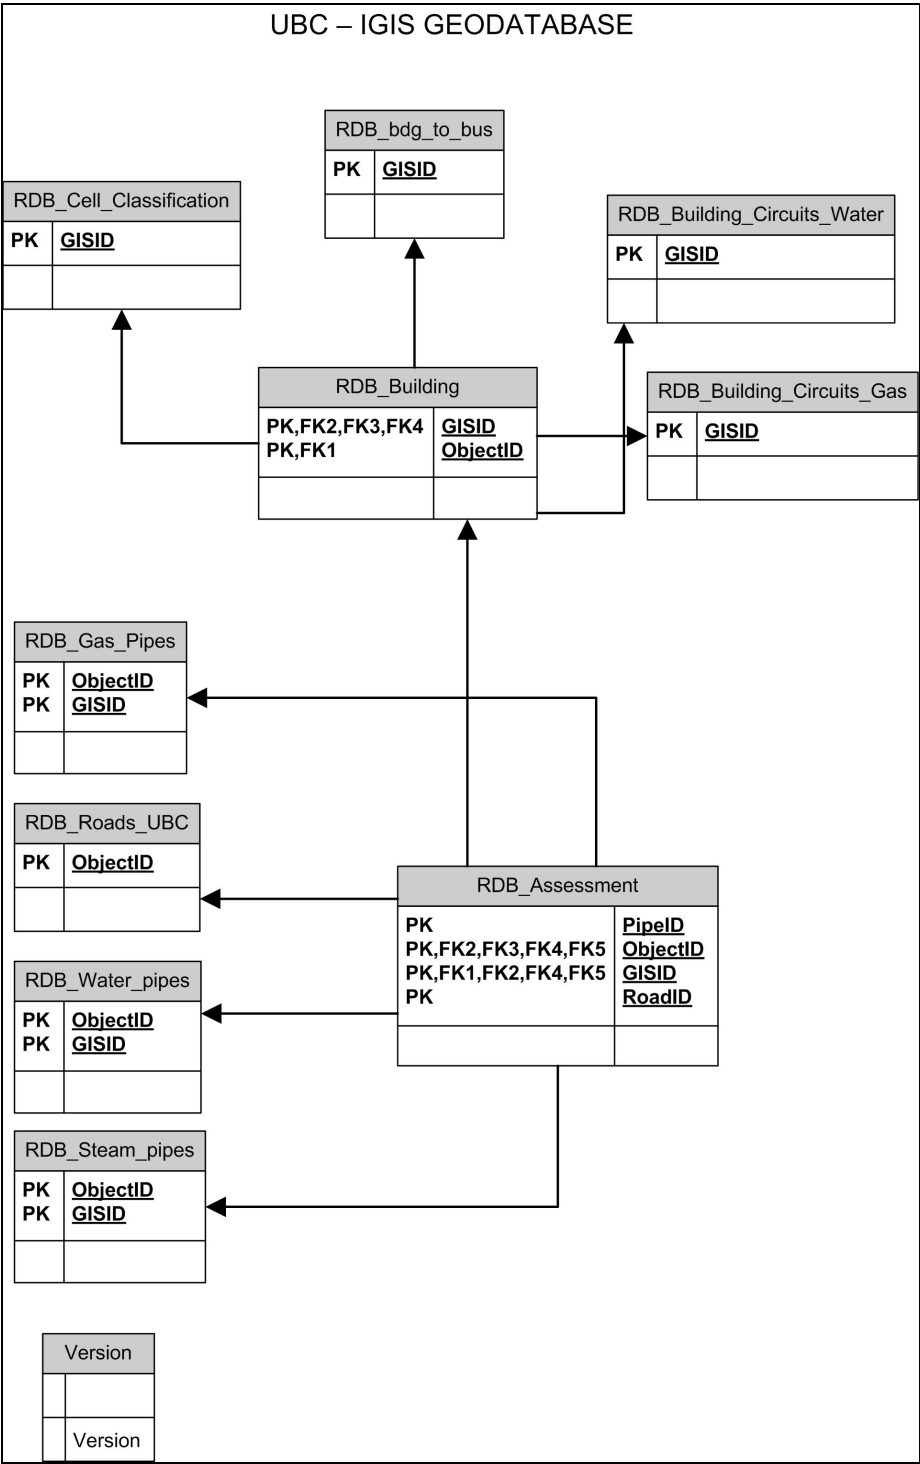 UBC – IGIS GEODATABASE
RDB_bdg_to_bus
PK GISID
RDB_Cell_Classification
PK GISID
RDB_Building_Circuits_Water
PK GISID
RDB_Building
PK,FK2,FK3,FK4 GISID
PK,FK1 ObjectID
RDB_Building_Circuits_Gas
PK GISID
RDB_Gas_Pipes
PK ObjectID
PK GISID
RDB_Roads_UBC
PK ObjectID
RDB_Assessment
PK PipeID
PK,FK2,FK3,FK4,FK5 ObjectID
PK,FK1,FK2,FK4,FK5 GISID
PK RoadID
RDB_Water_pipes
PK ObjectID
PK GISID
RDB_Steam_pipes
PK ObjectID
PK GISID
Version
Version